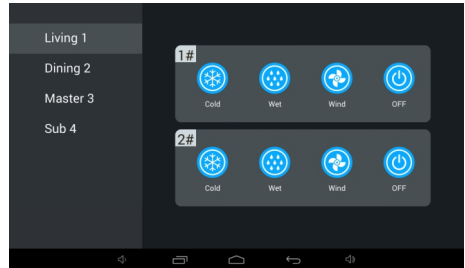 Living 1
Dining 2
Master 3
Sub 4
1#
Cold Wet Wind OFF
2#
Cold Wet Wind OFF